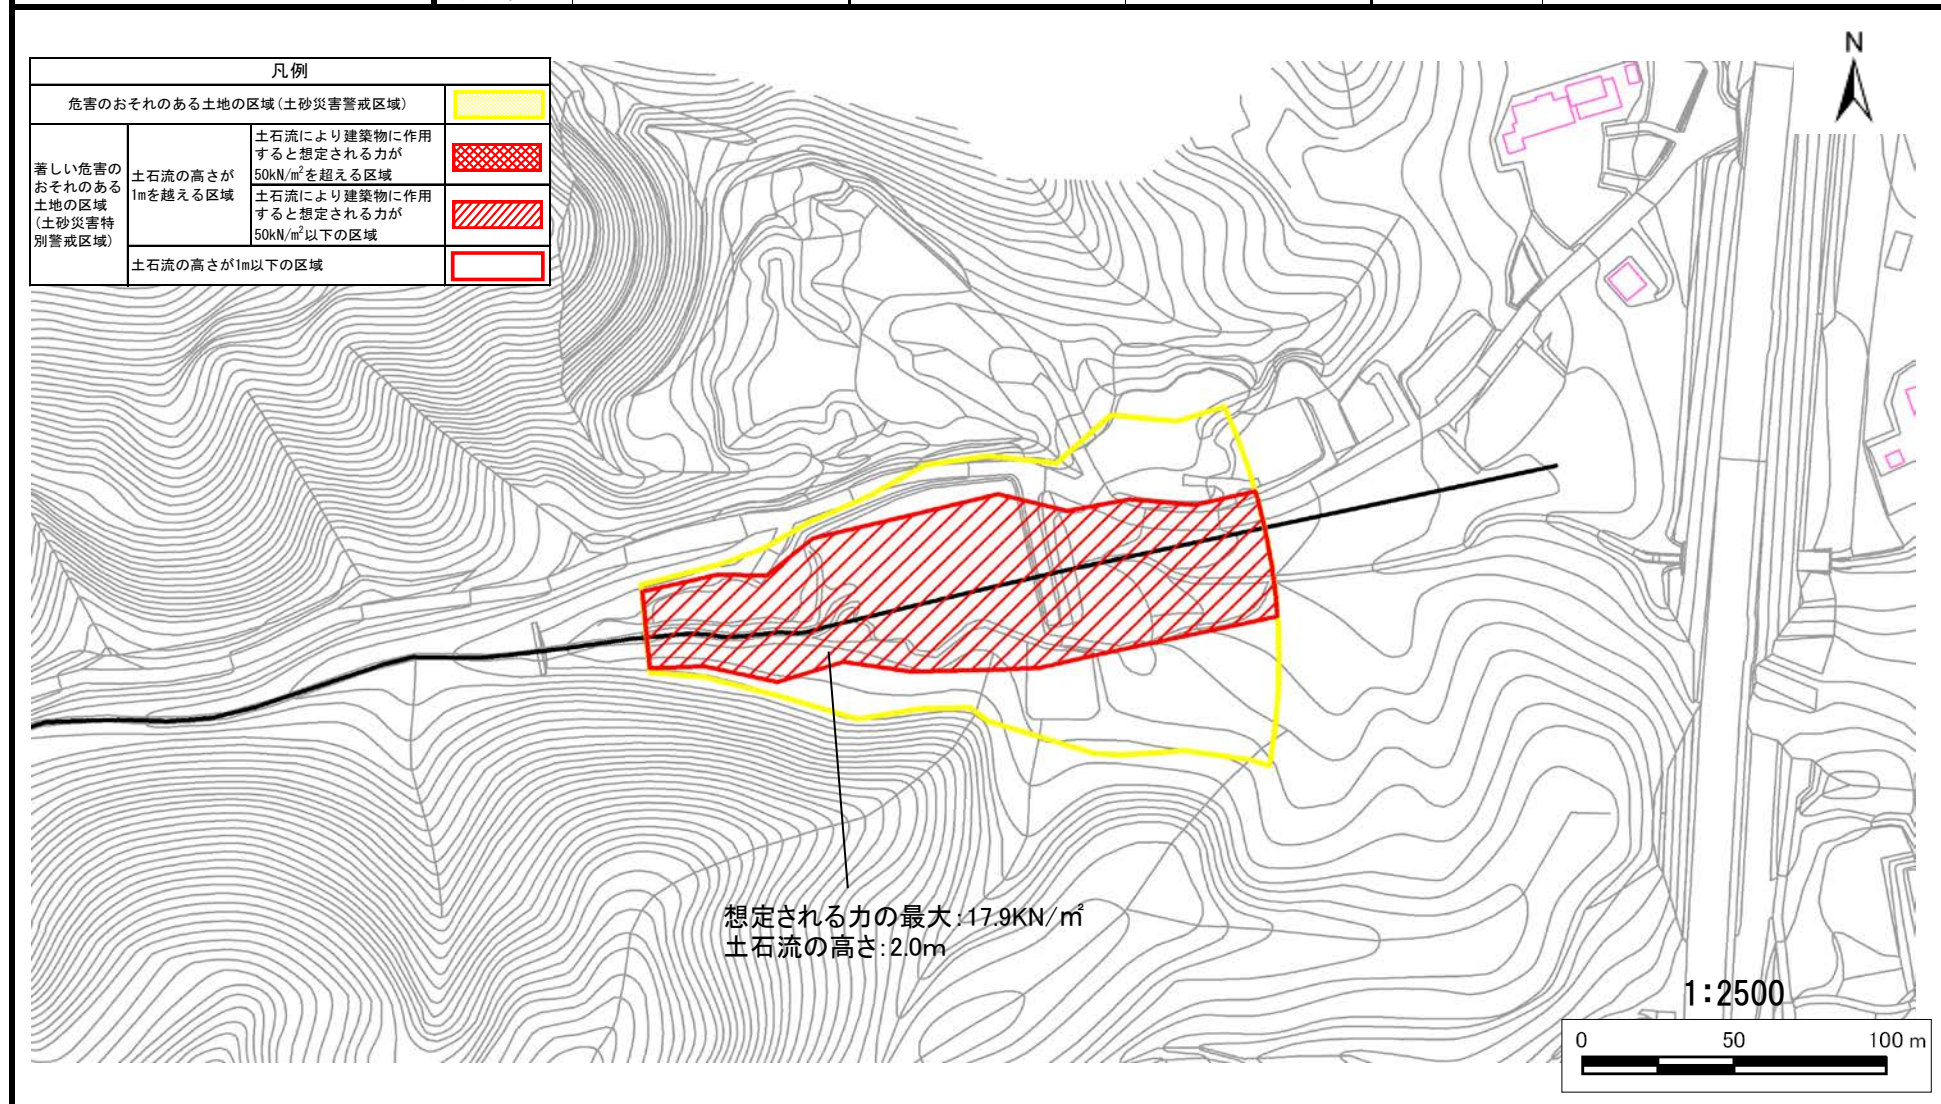 凡例
危害のおそれのある土地の区域(土砂災害警戒区域)
著しい危害の
おそれのある
土地の区域
(土砂災害特
別警戒区域)
土石流の高さが
1mを越える区域
土石流により建築物に作用
すると想定される力が
50kN/m²を超える区域
土石流により建築物に作用
すると想定される力が
50kN/m²以下の区域
土石流の高さが1m以下の区域
N
想定される力の最大:17.9KN/㎡
土石流の高さ:2.0m
1:2500
0 50 100 m